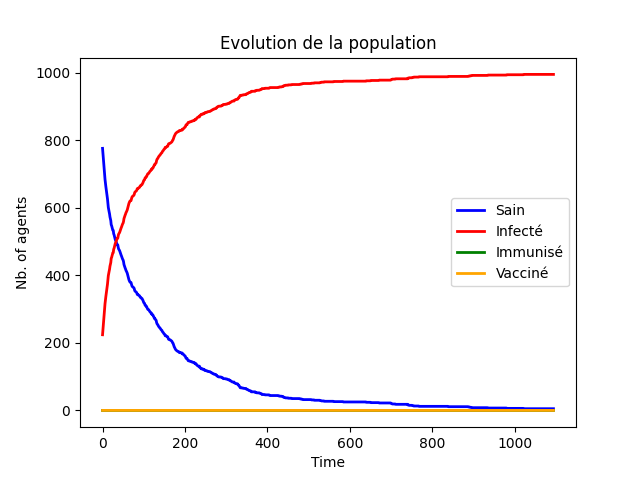 Evolution de la population
Nb. of agents
1000
800
600
400
200
0
Sain
Infecté
Immunisé
Vacciné
0 200 400 600 800 1000
Time